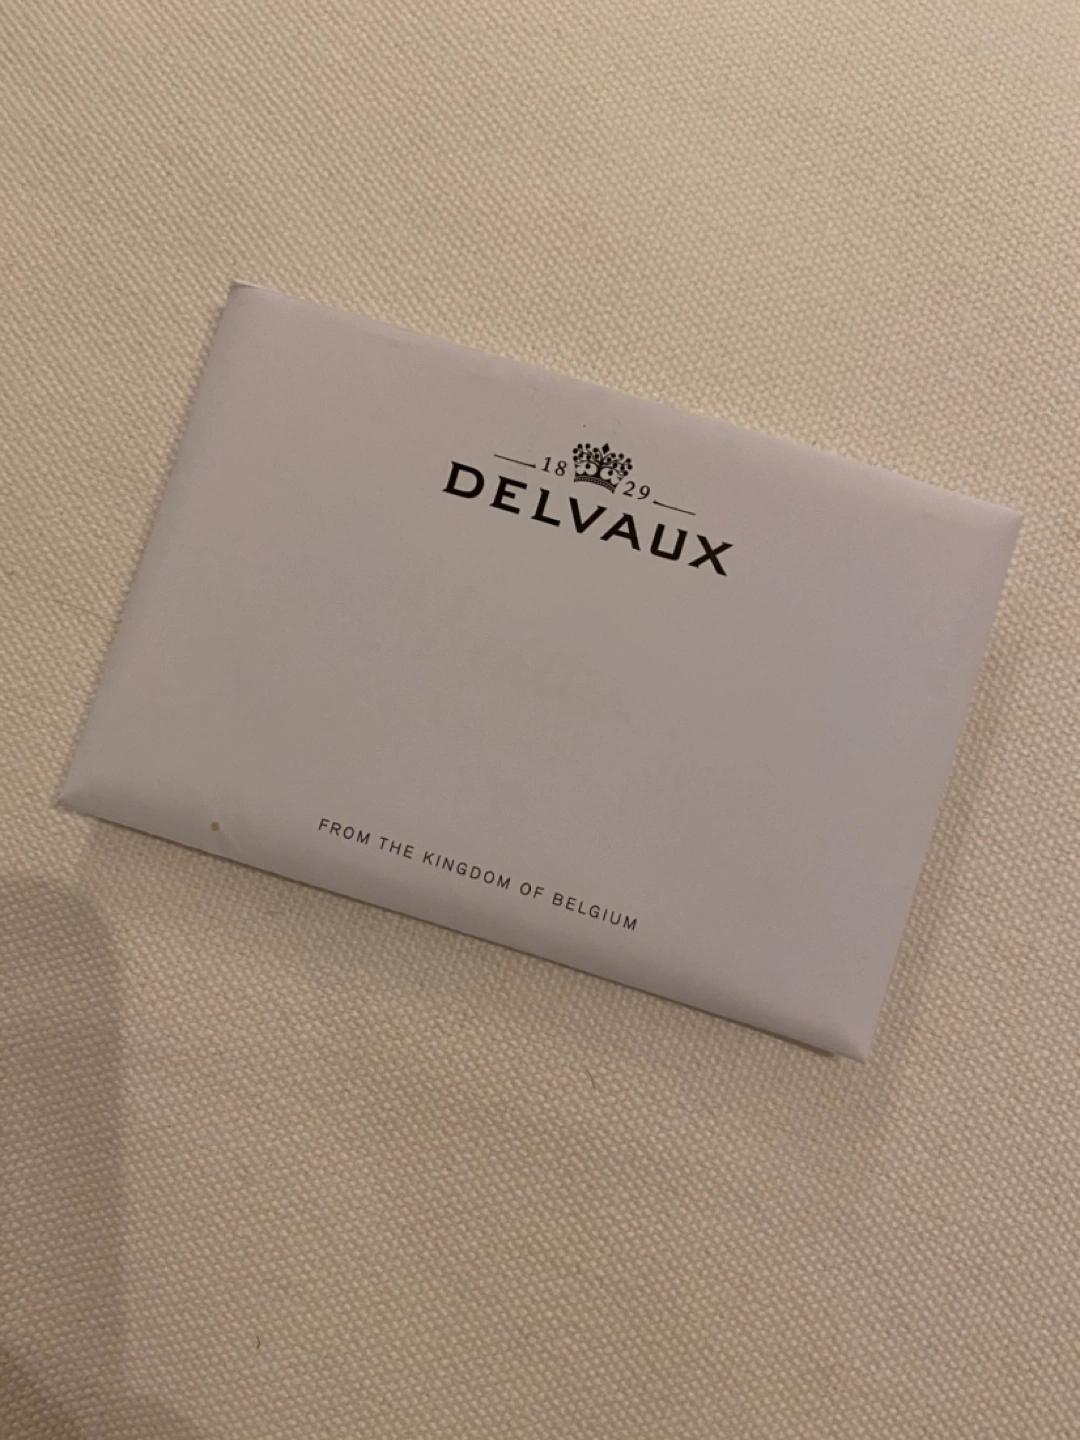 18 29
DELVAUX
FROM THE KINGDOM OF BELGIUM